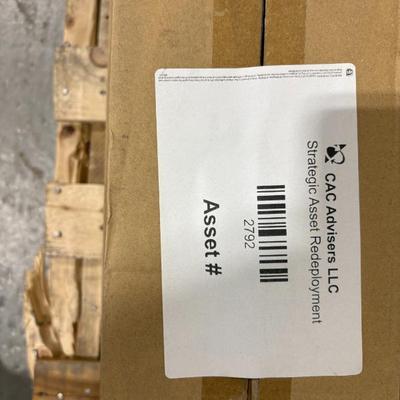 CAC Advisers LLC
Strategic Asset Redeployment
2792
Asset #